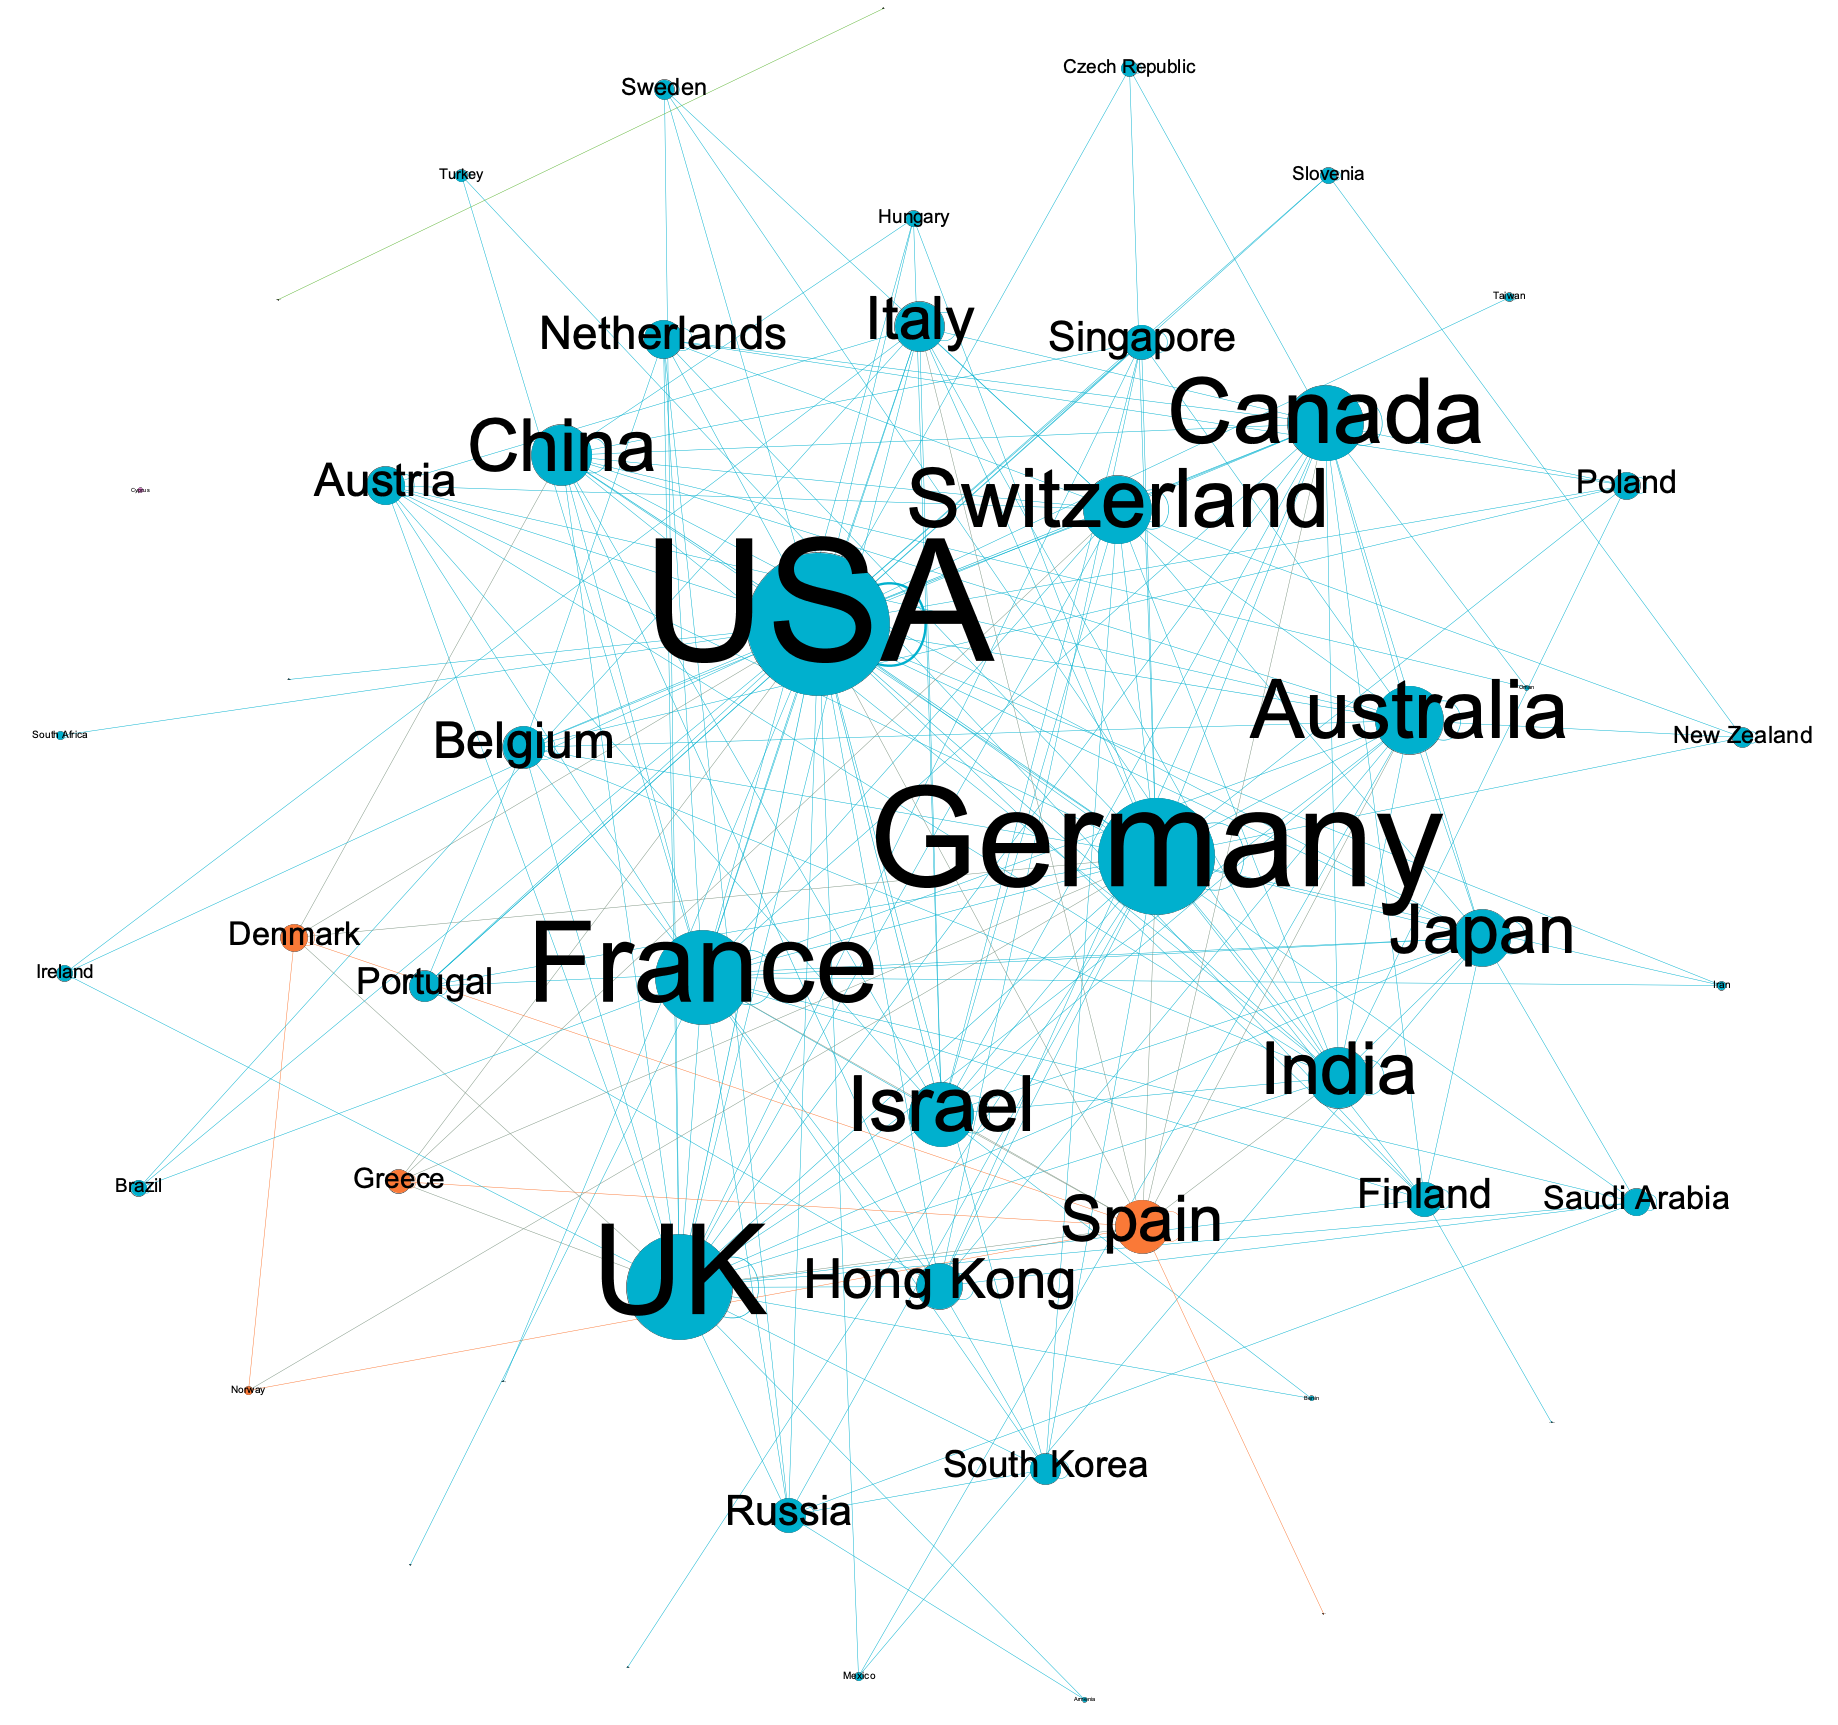 Sweden
Czech Republic
Turkey
Slovenia
Hungary
Taiwan
Netherlands
Italy
Singapore
Canada
China
Austria
Switzerland
Poland
Cyprus
USA
Oman
Australia
South Africa
Belgium
New Zealand
Germany
Denmark
France
Japan
Ireland
Portugal
Iran
India
Israel
Brazil
Greece
Finland
Saudi Arabia
Spain
UK
Hong Kong
Norway
Benin
South Korea
Russia
Mexico
Armenia